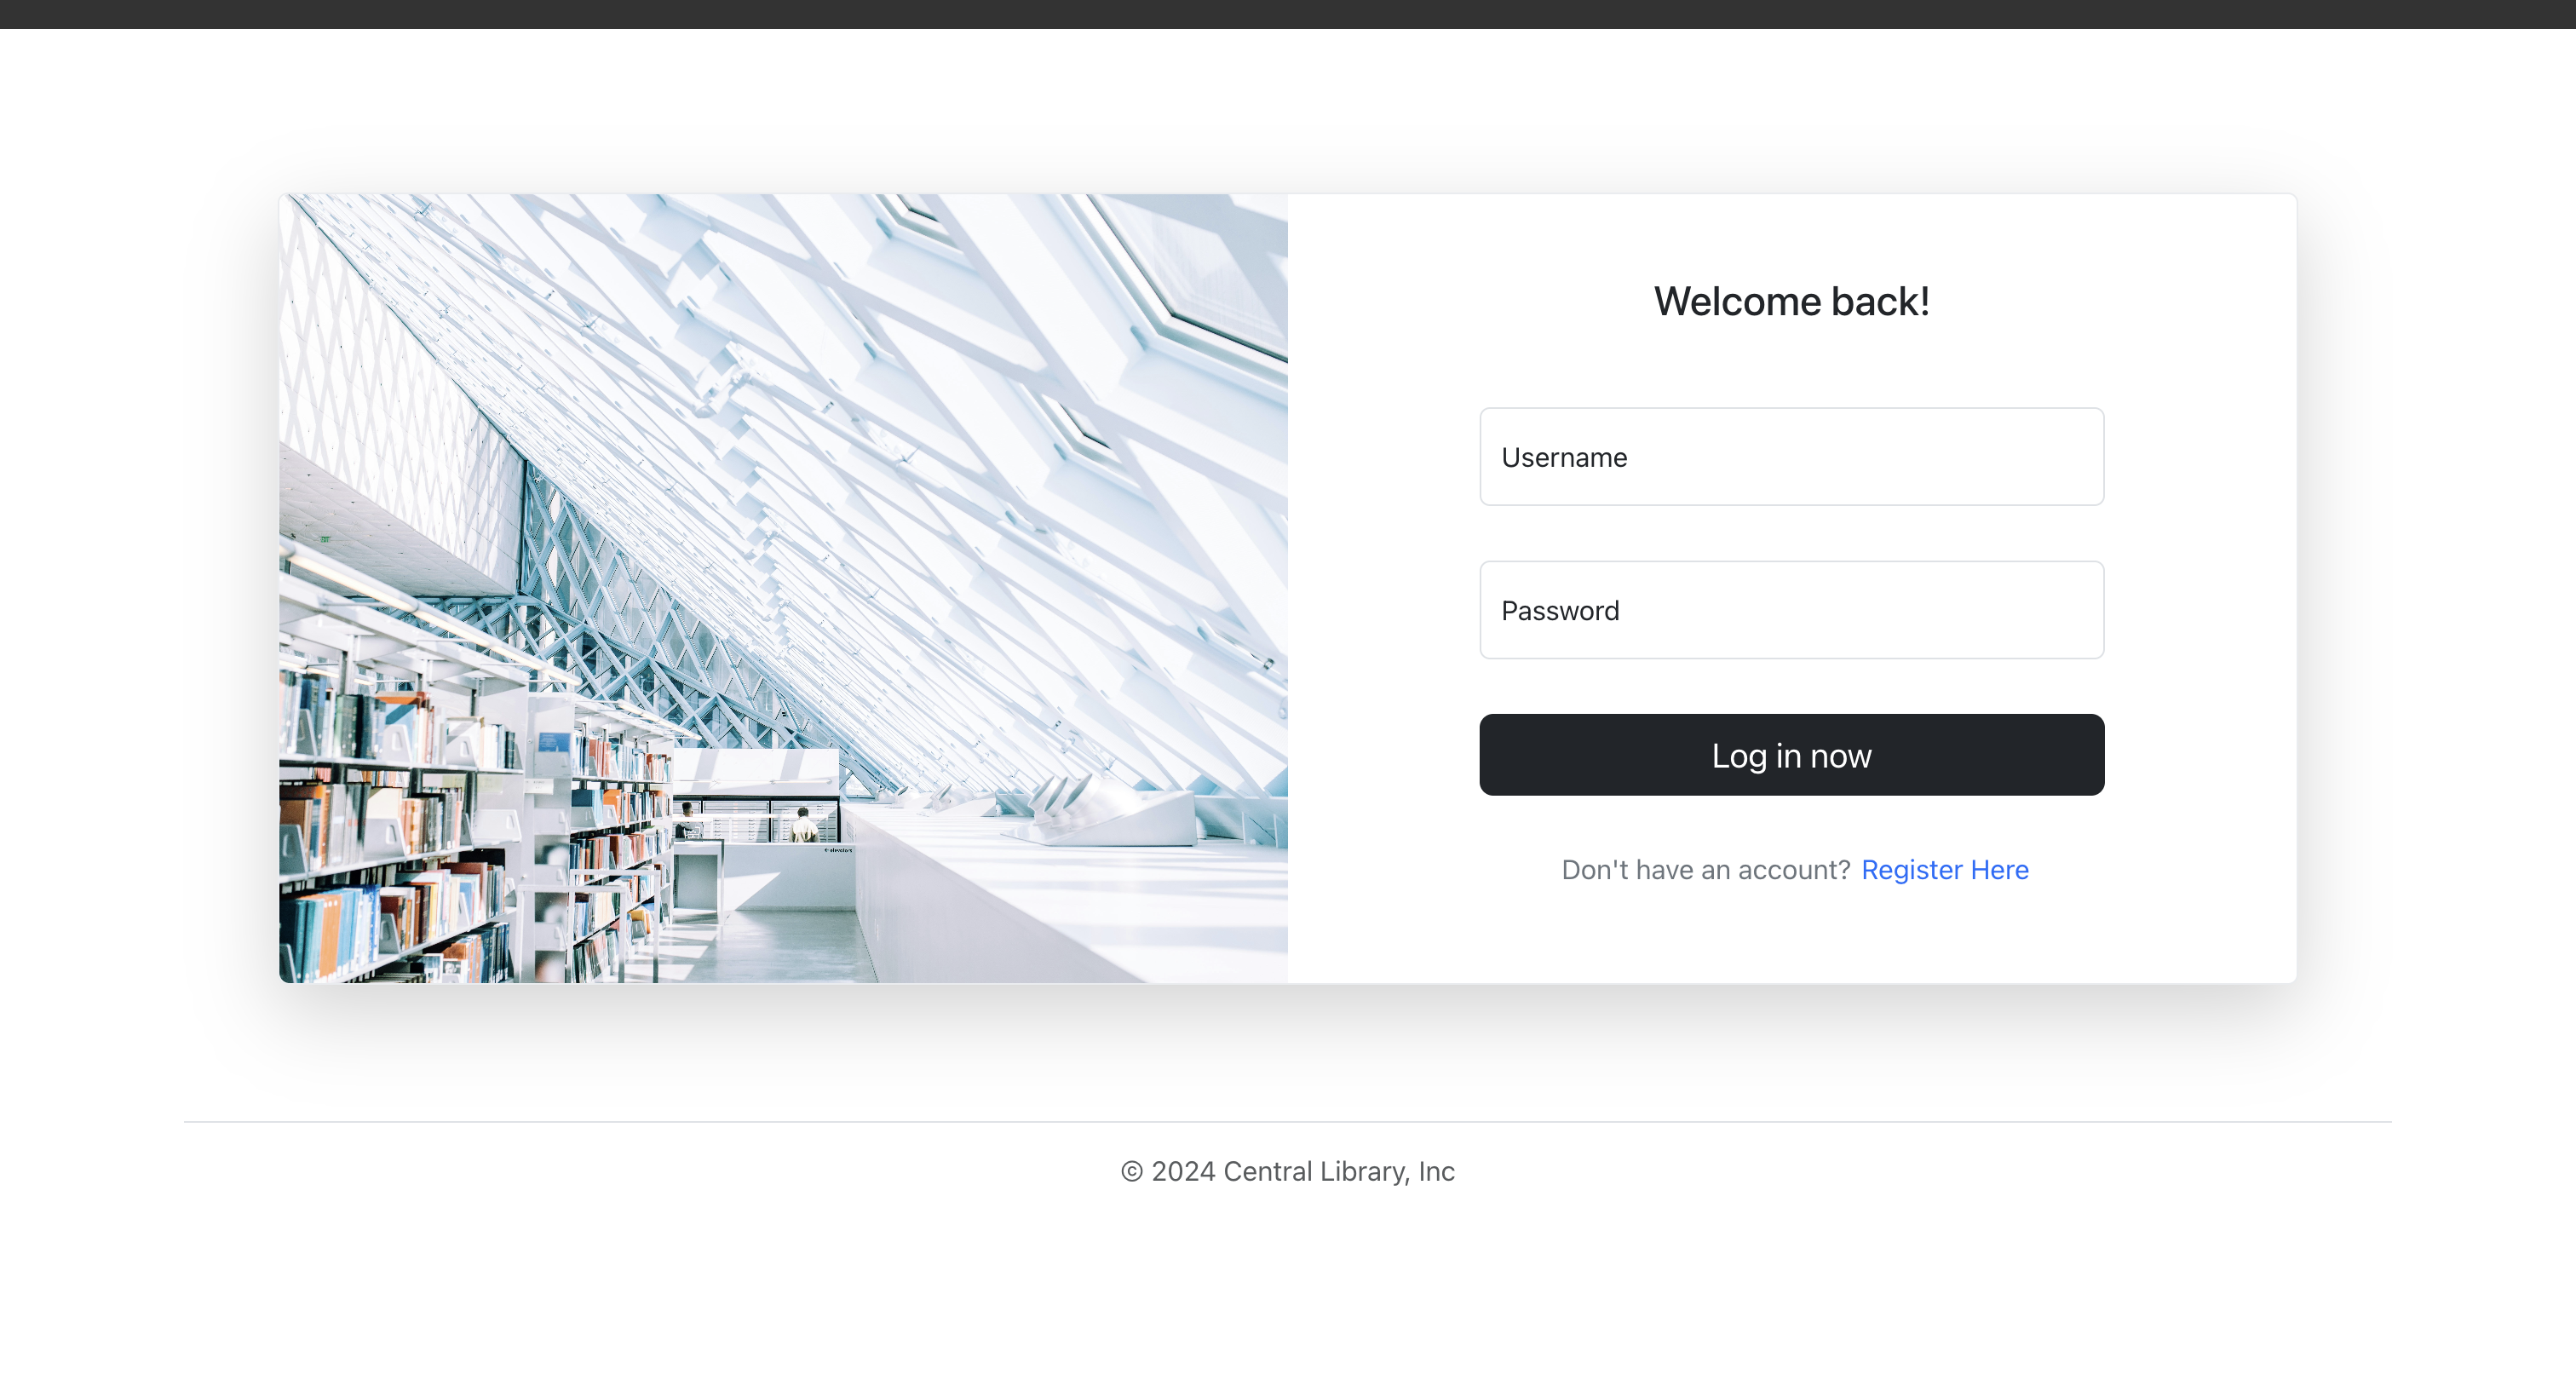 Welcome back!
Username
Password
Log in now
Don't have an account? Register Here
© 2024 Central Library, Inc